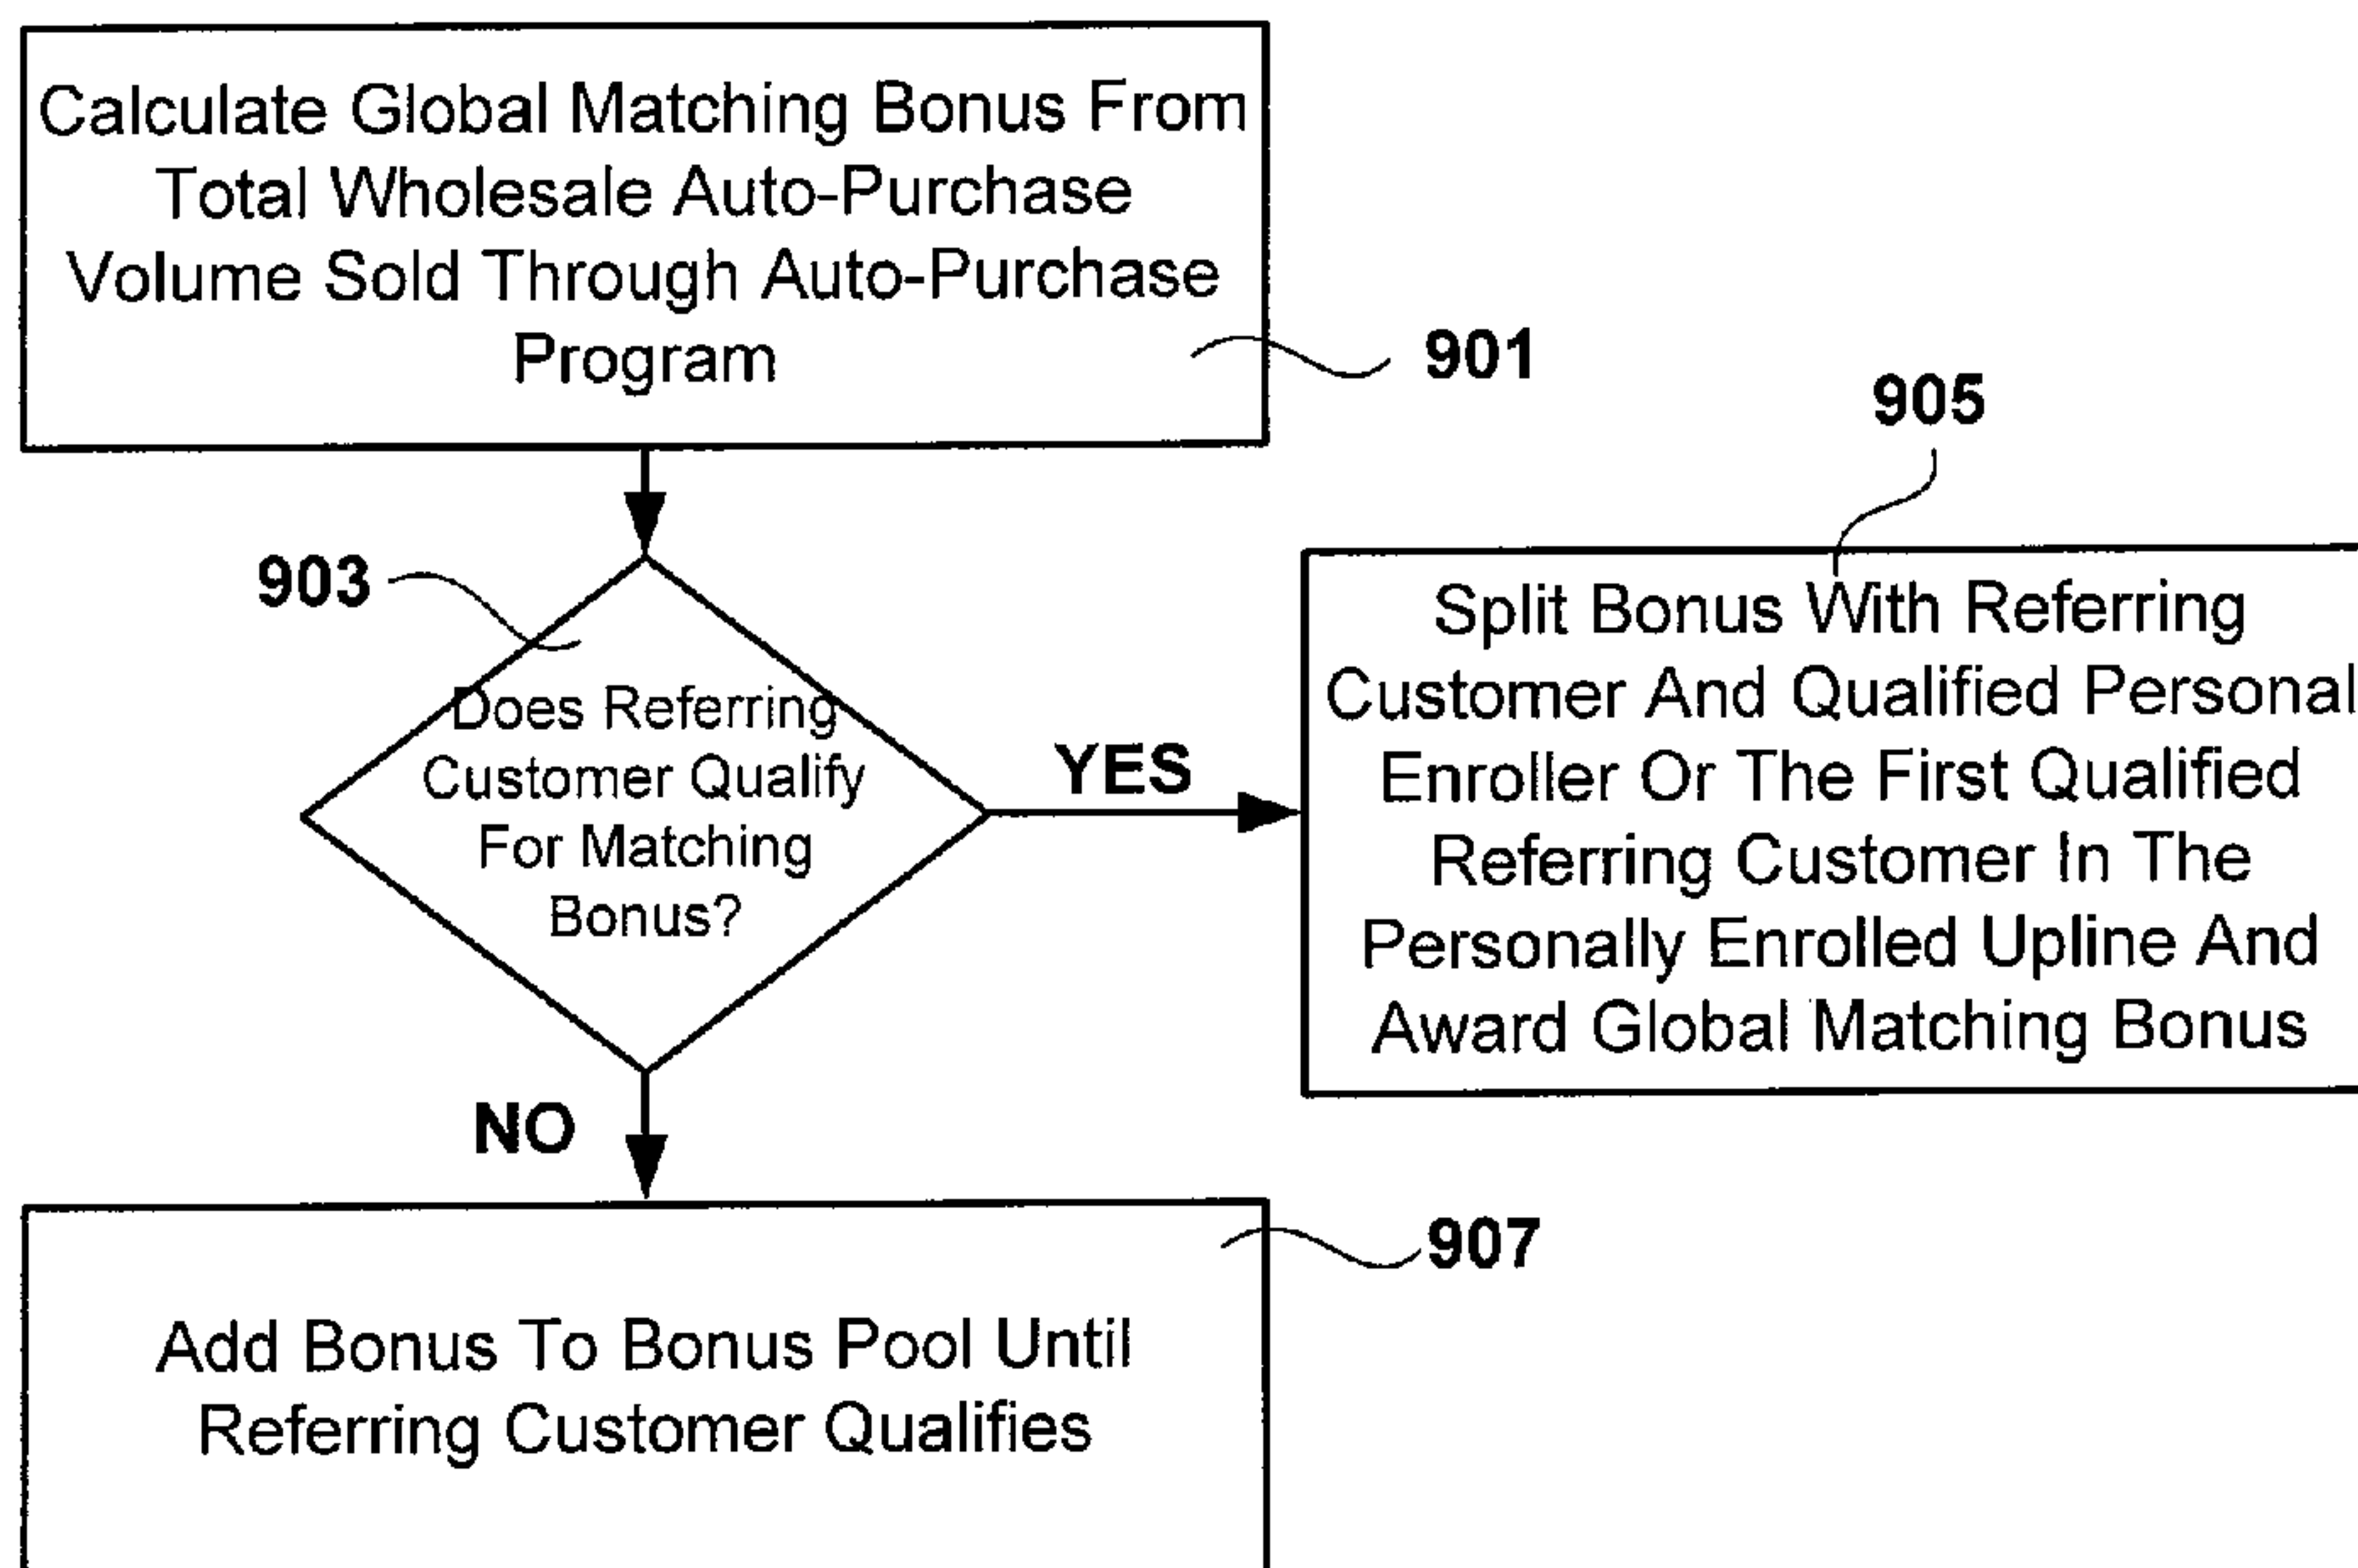 Calculate Global Matching Bonus From
Total Wholesale Auto-Purchase
Volume Sold Through Auto-Purchase
Program
901
905
903
Does Referring
Customer Qualify
For Matching
Bonus?
YES
Split Bonus With Referring
Customer And Qualified Personal
Enroller Or The First Qualified
Referring Customer In The
Personally Enrolled Upline And
Award Global Matching Bonus
NO
907
Add Bonus To Bonus Pool Until
Referring Customer Qualifies